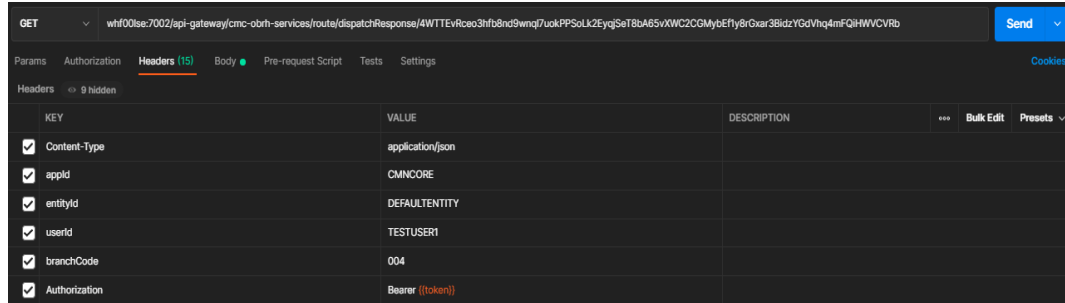 GET whf00lse:7002/api-gateway/cmc-obrh-services/route/dispatchResponse/4WTTEvRceo3hfb8nd9wnql7uokPPSoLk2EyqjSeT8bA65vXWC2CGMybEf1y8rGxar3BidzYGdVhq4mFQiHWVCVRb Send
Params Authorization Headers (15) Body Pre-request Script Tests Settings Cookies
Headers 9 hidden
KEY VALUE DESCRIPTION Bulk Edit Presets
Content-Type application/json
appId CMNCORE
entityId DEFAULTENTITY
userId TESTUSER1
branchCode 004
Authorization Bearer {{token}}